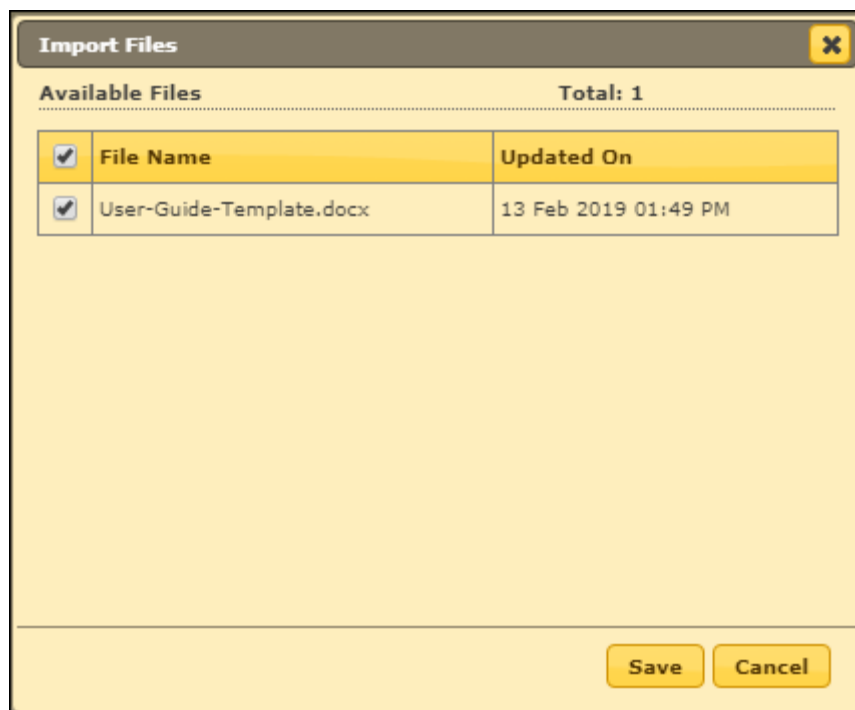 Import Files
Available Files Total: 1
File Name Updated On
User-Guide-Template.docx 13 Feb 2019 01:49 PM
Save Cancel